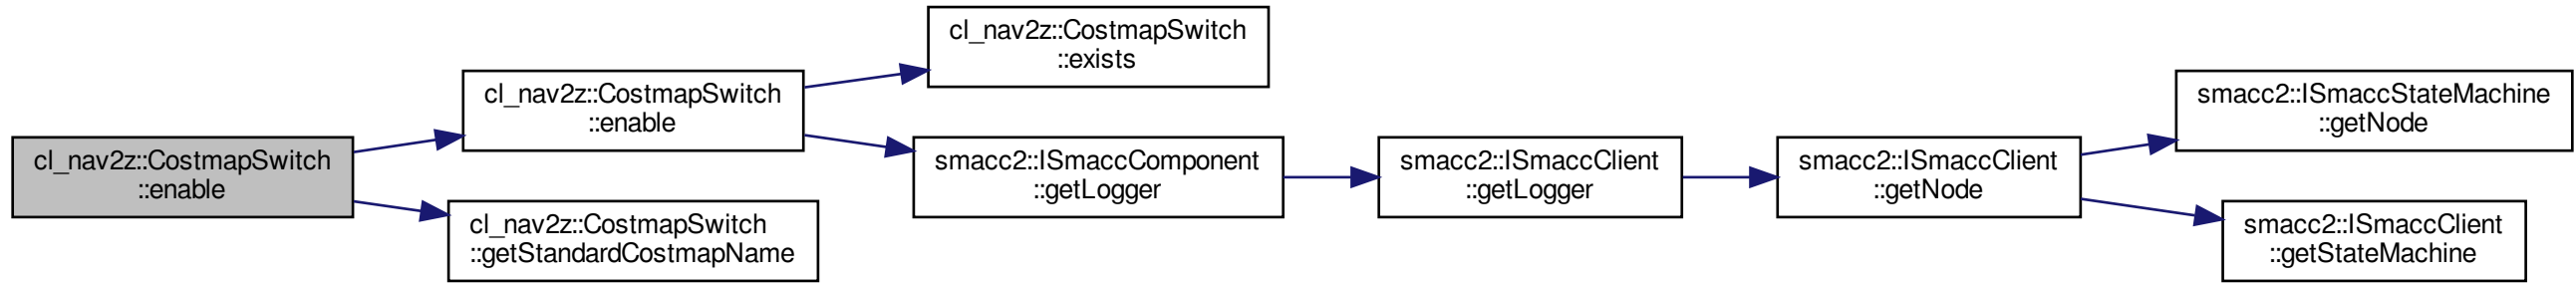 cl_nav2z::CostmapSwitch
::enable
cl_nav2z::CostmapSwitch
::enable
cl_nav2z::CostmapSwitch
::getStandardCostmapName
cl_nav2z::CostmapSwitch
::exists
smacc2::ISmaccComponent
::getLogger
smacc2::ISmaccClient
::getLogger
smacc2::ISmaccClient
::getNode
smacc2::ISmaccStateMachine
::getNode
smacc2::ISmaccClient
::getStateMachine